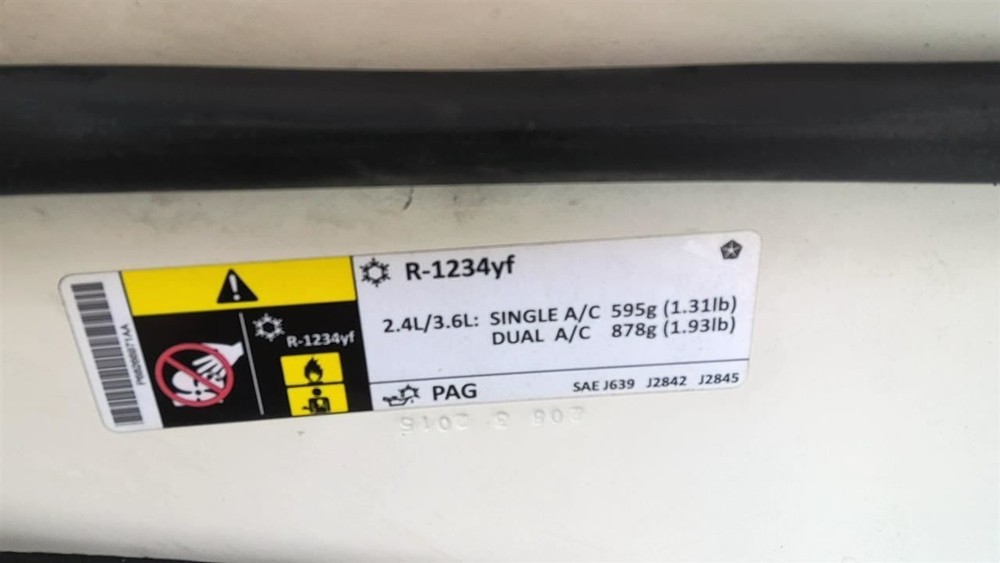 R-1234yf
2.4L/3.6L: SINGLE A/C 595g (1.31lb)
DUAL A/C 878g (1.93lb)
R-1234yf
PAG
SAE J639 J2842 J2845